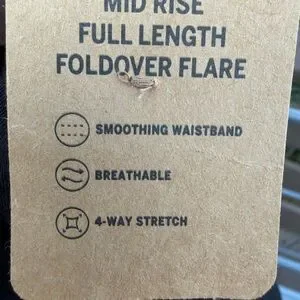 MID RISE
FULL LENGTH
FOLDOVER FLARE
SMOOTHING WAISTBAND
BREATHABLE
4-WAY STRETCH